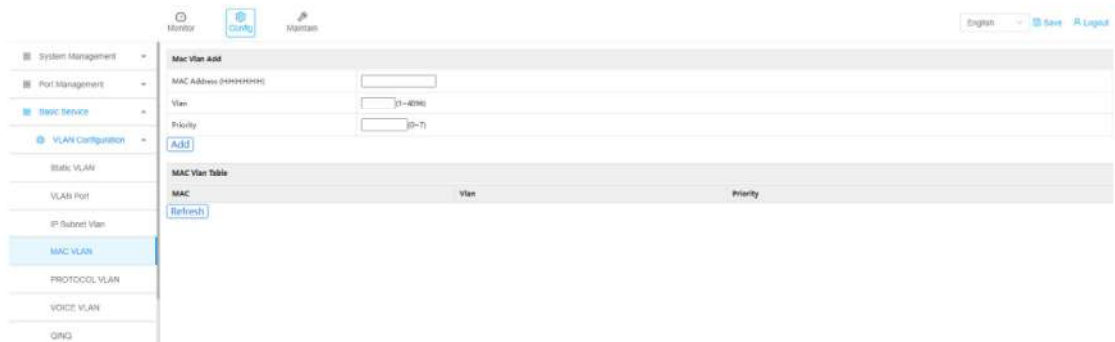 Monitor Config Maintain English Save Logout
System Management
Mac Vlan Add
Port Management
MAC Address (H-H-H-H-H-H)
Basic Service
Vlan (1~4094)
Priority (0~7)
VLAN Configuration
Add
Static VLAN
MAC Vlan Table
VLAN Port
MAC Vlan Priority
Refresh
IP Subnet Vlan
MAC VLAN
PROTOCOL VLAN
VOICE VLAN
QINQ